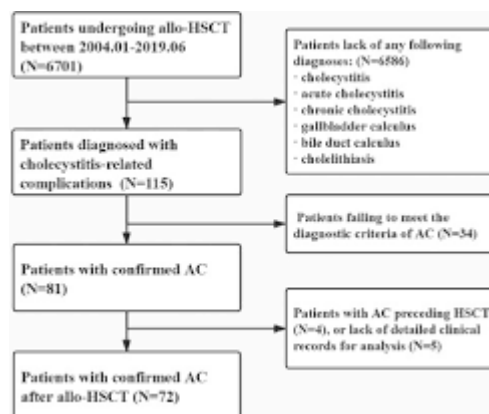 Patients undergoing allo-HSCT
between 2004.01-2019.06
(N=6701)
Patients lack of any following
diagnoses: (N=6586)
· cholecystitis
· acute cholecystitis
· chronic cholecystitis
· gallbladder calculus
· bile duct calculus
· cholelithiasis
Patients diagnosed with
cholecystitis-related
complications (N=115)
Patients failing to meet the
diagnostic criteria of AC (N=34)
Patients with confirmed AC
(N=81)
Patients with AC preceding HSCT
(N=4), or lack of detailed clinical
records for analysis (N=5)
Patients with confirmed AC
after allo-HSCT (N=72)